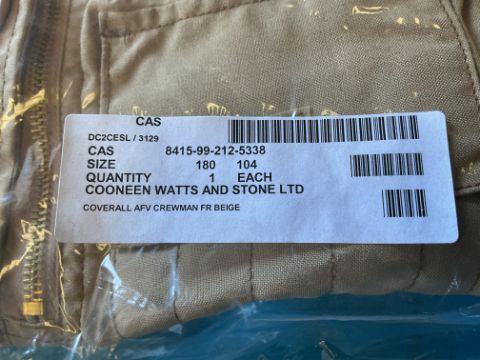 CAS
DC2CESL / 3129
CAS 8415-99-212-5338
SIZE 180 104
QUANTITY 1 EACH
COONEEN WATTS AND STONE LTD
COVERALL AFV CREWMAN FR BEIGE